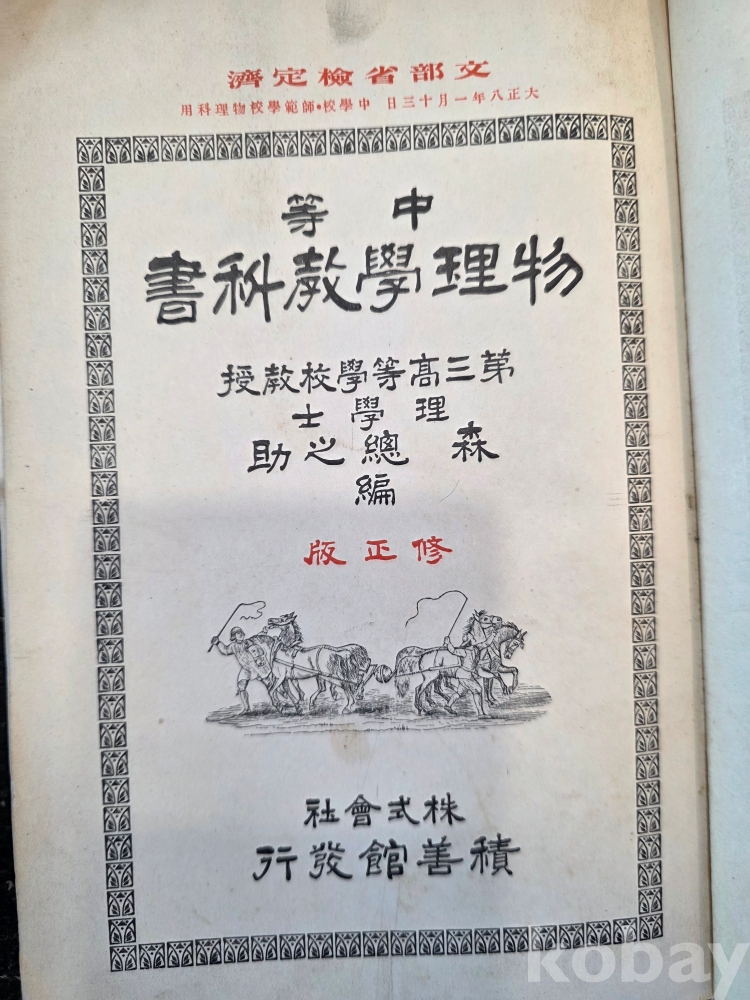 文部省檢定濟
大正八年一月十三日 中學校・師範學校物理科用
中等
物理學教科書
第三高等學校教授
理學士
森總之助
編
修正版
株式會社
積善館發行
kobay